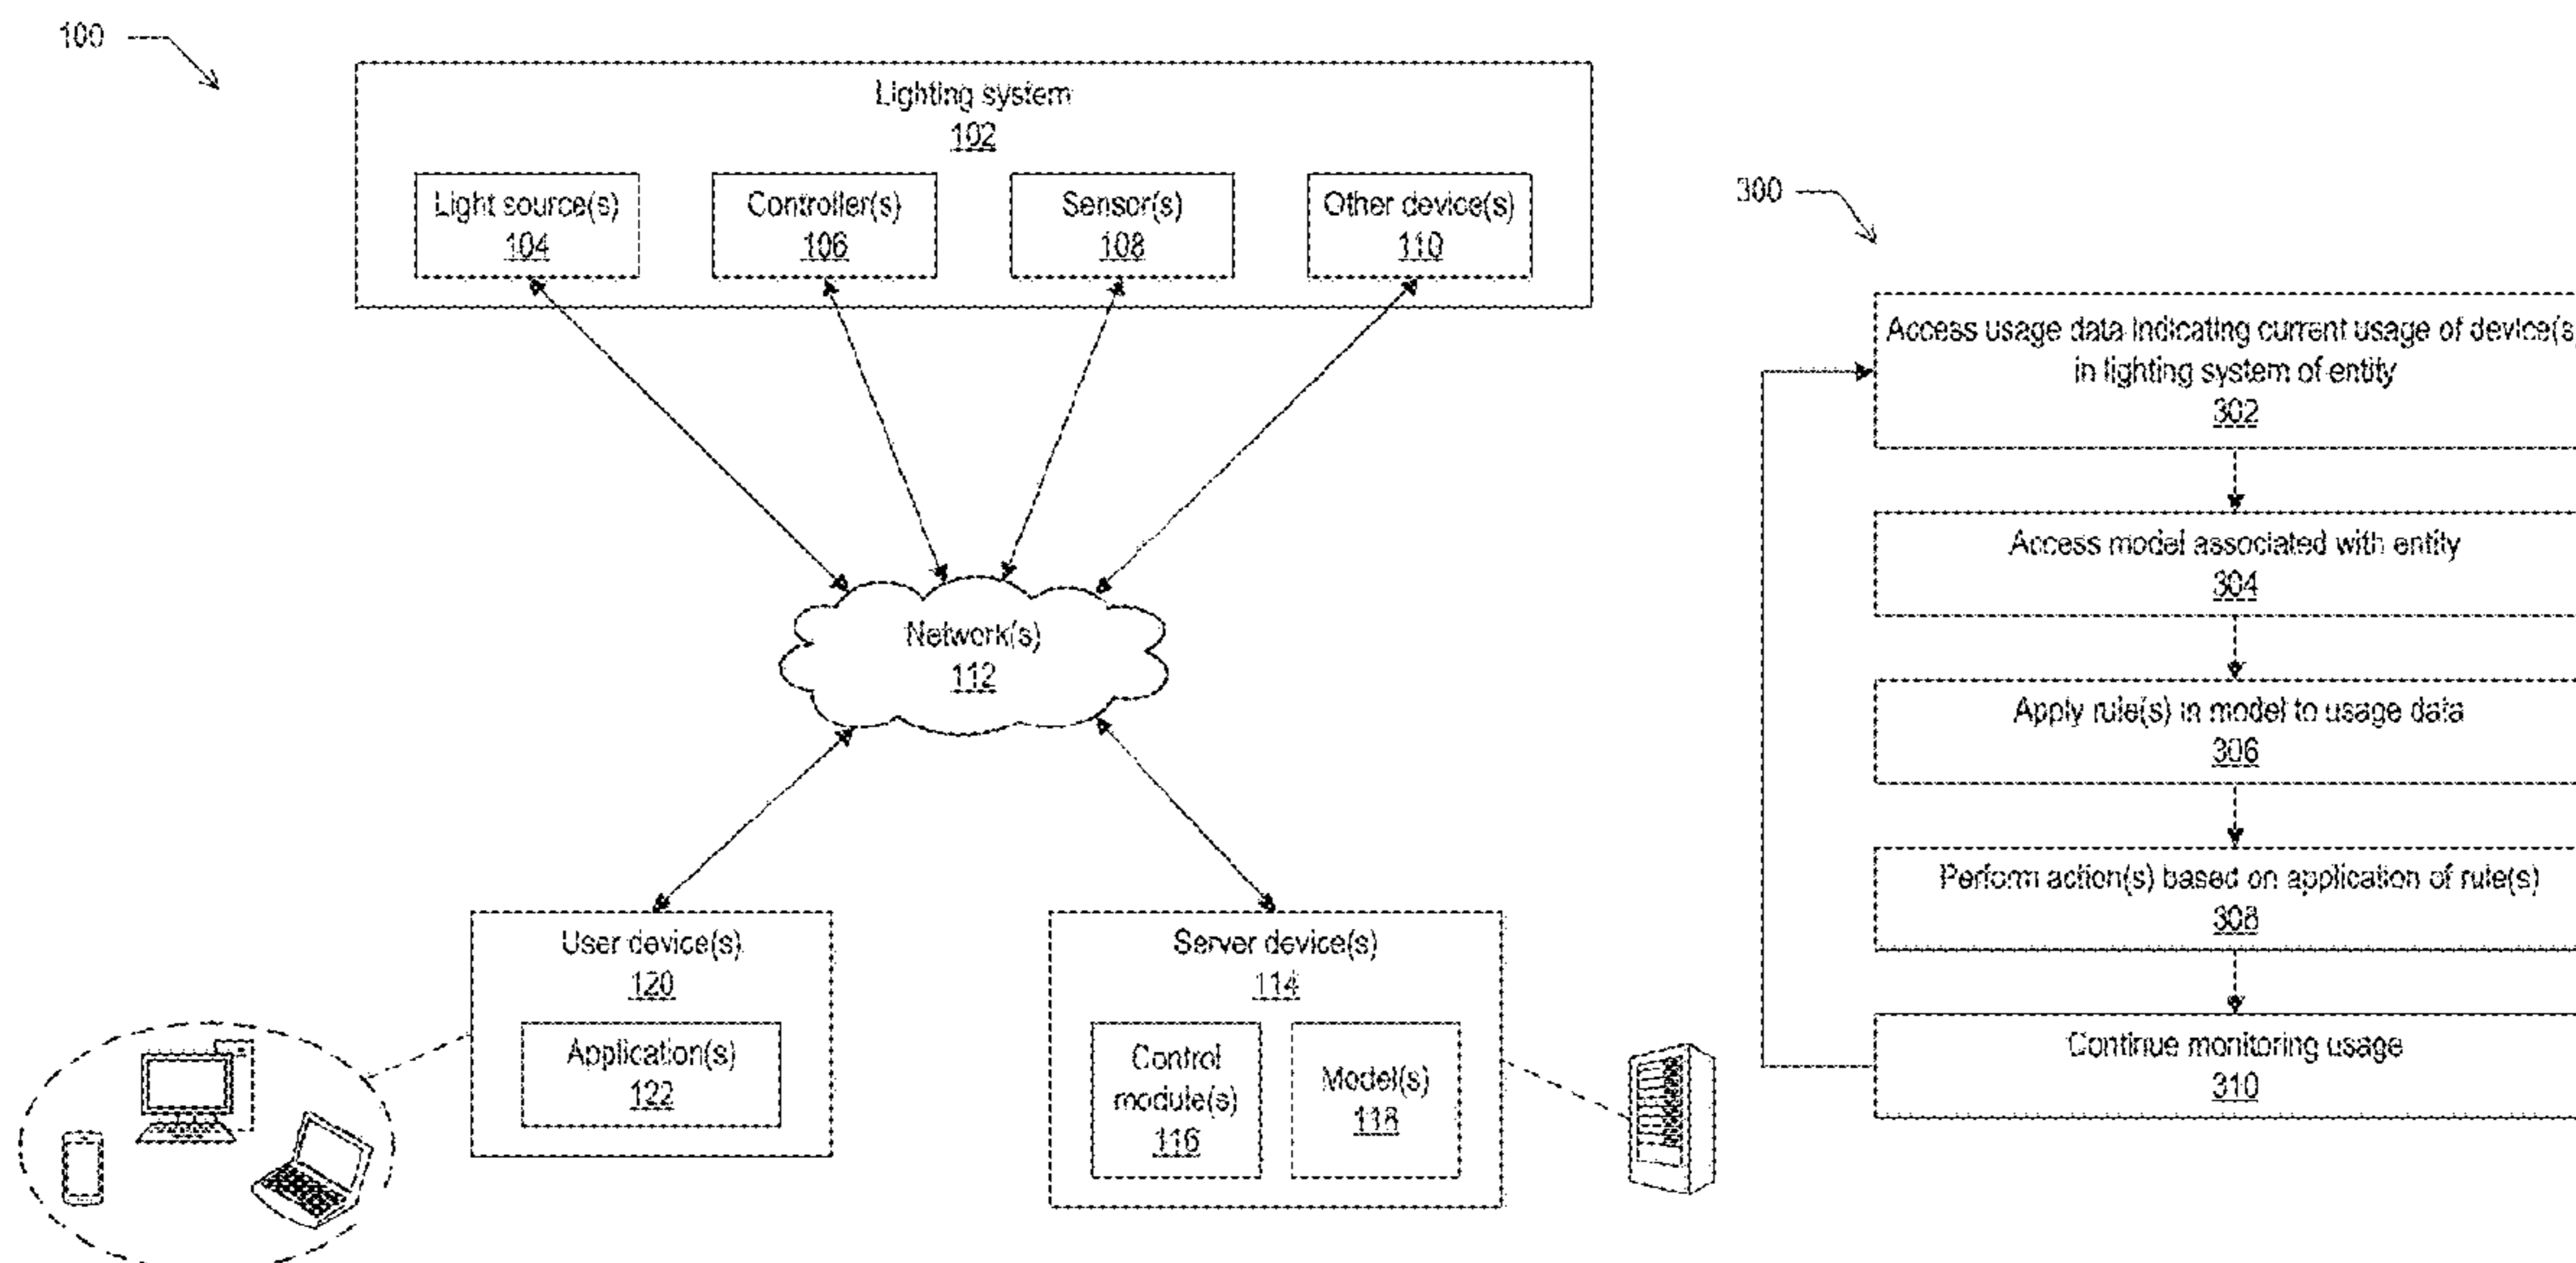 100
Lighting system
102
Light source(s)
104
Controller(s)
106
Sensor(s)
108
Other device(s)
110
Network(s)
112
User device(s)
120
Application(s)
122
Server device(s)
114
Control
module(s)
116
Model(s)
118
300
Access usage data indicating current usage of device(s
in lighting system of entity
302
Access model associated with entity
304
Apply rule(s) in model to usage data
306
Perform action(s) based on application of rule(s)
308
Continue monitoring usage
310